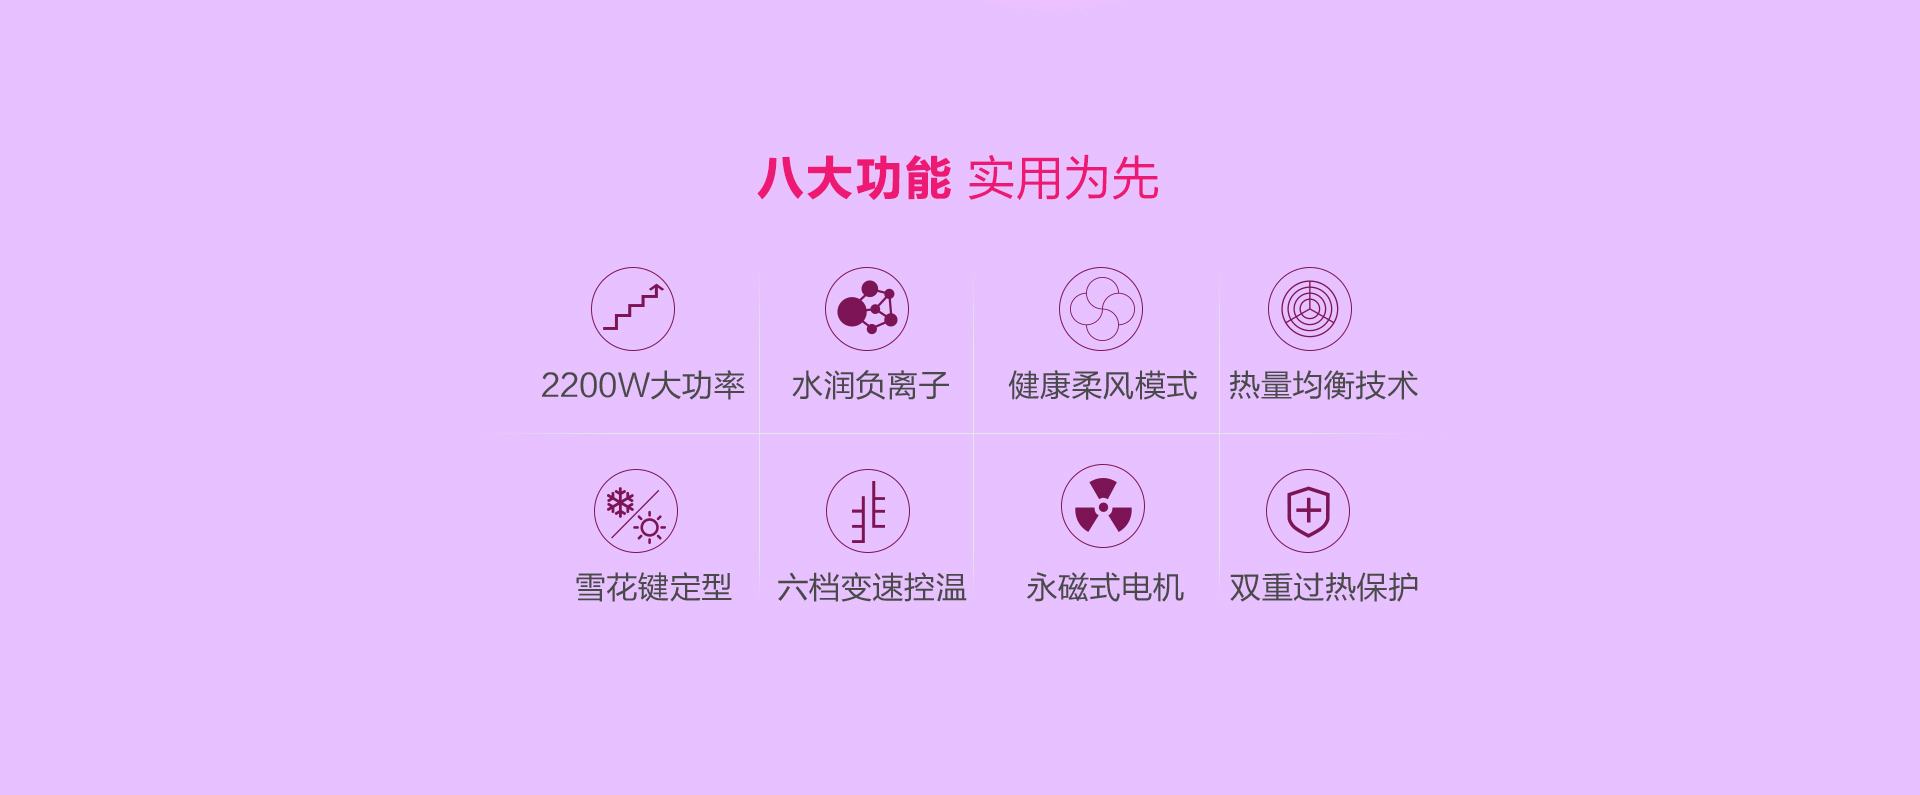 八大功能 实用为先
2200W大功率
水润负离子
健康柔风模式
热量均衡技术
雪花键定型
六档变速控温
永磁式电机
双重过热保护